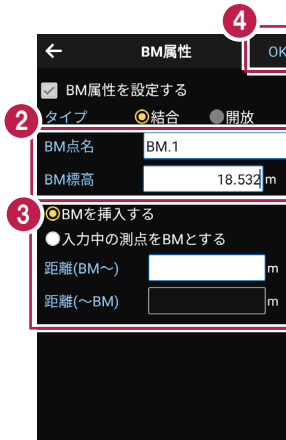 4
← BM属性 OK
BM属性を設定する
2
タイプ 結合 開放
BM点名 BM.1
BM標高 18.532 m
3
BMを挿入する
入力中の測点をBMとする
距離(BM～) m
距離(～BM) m